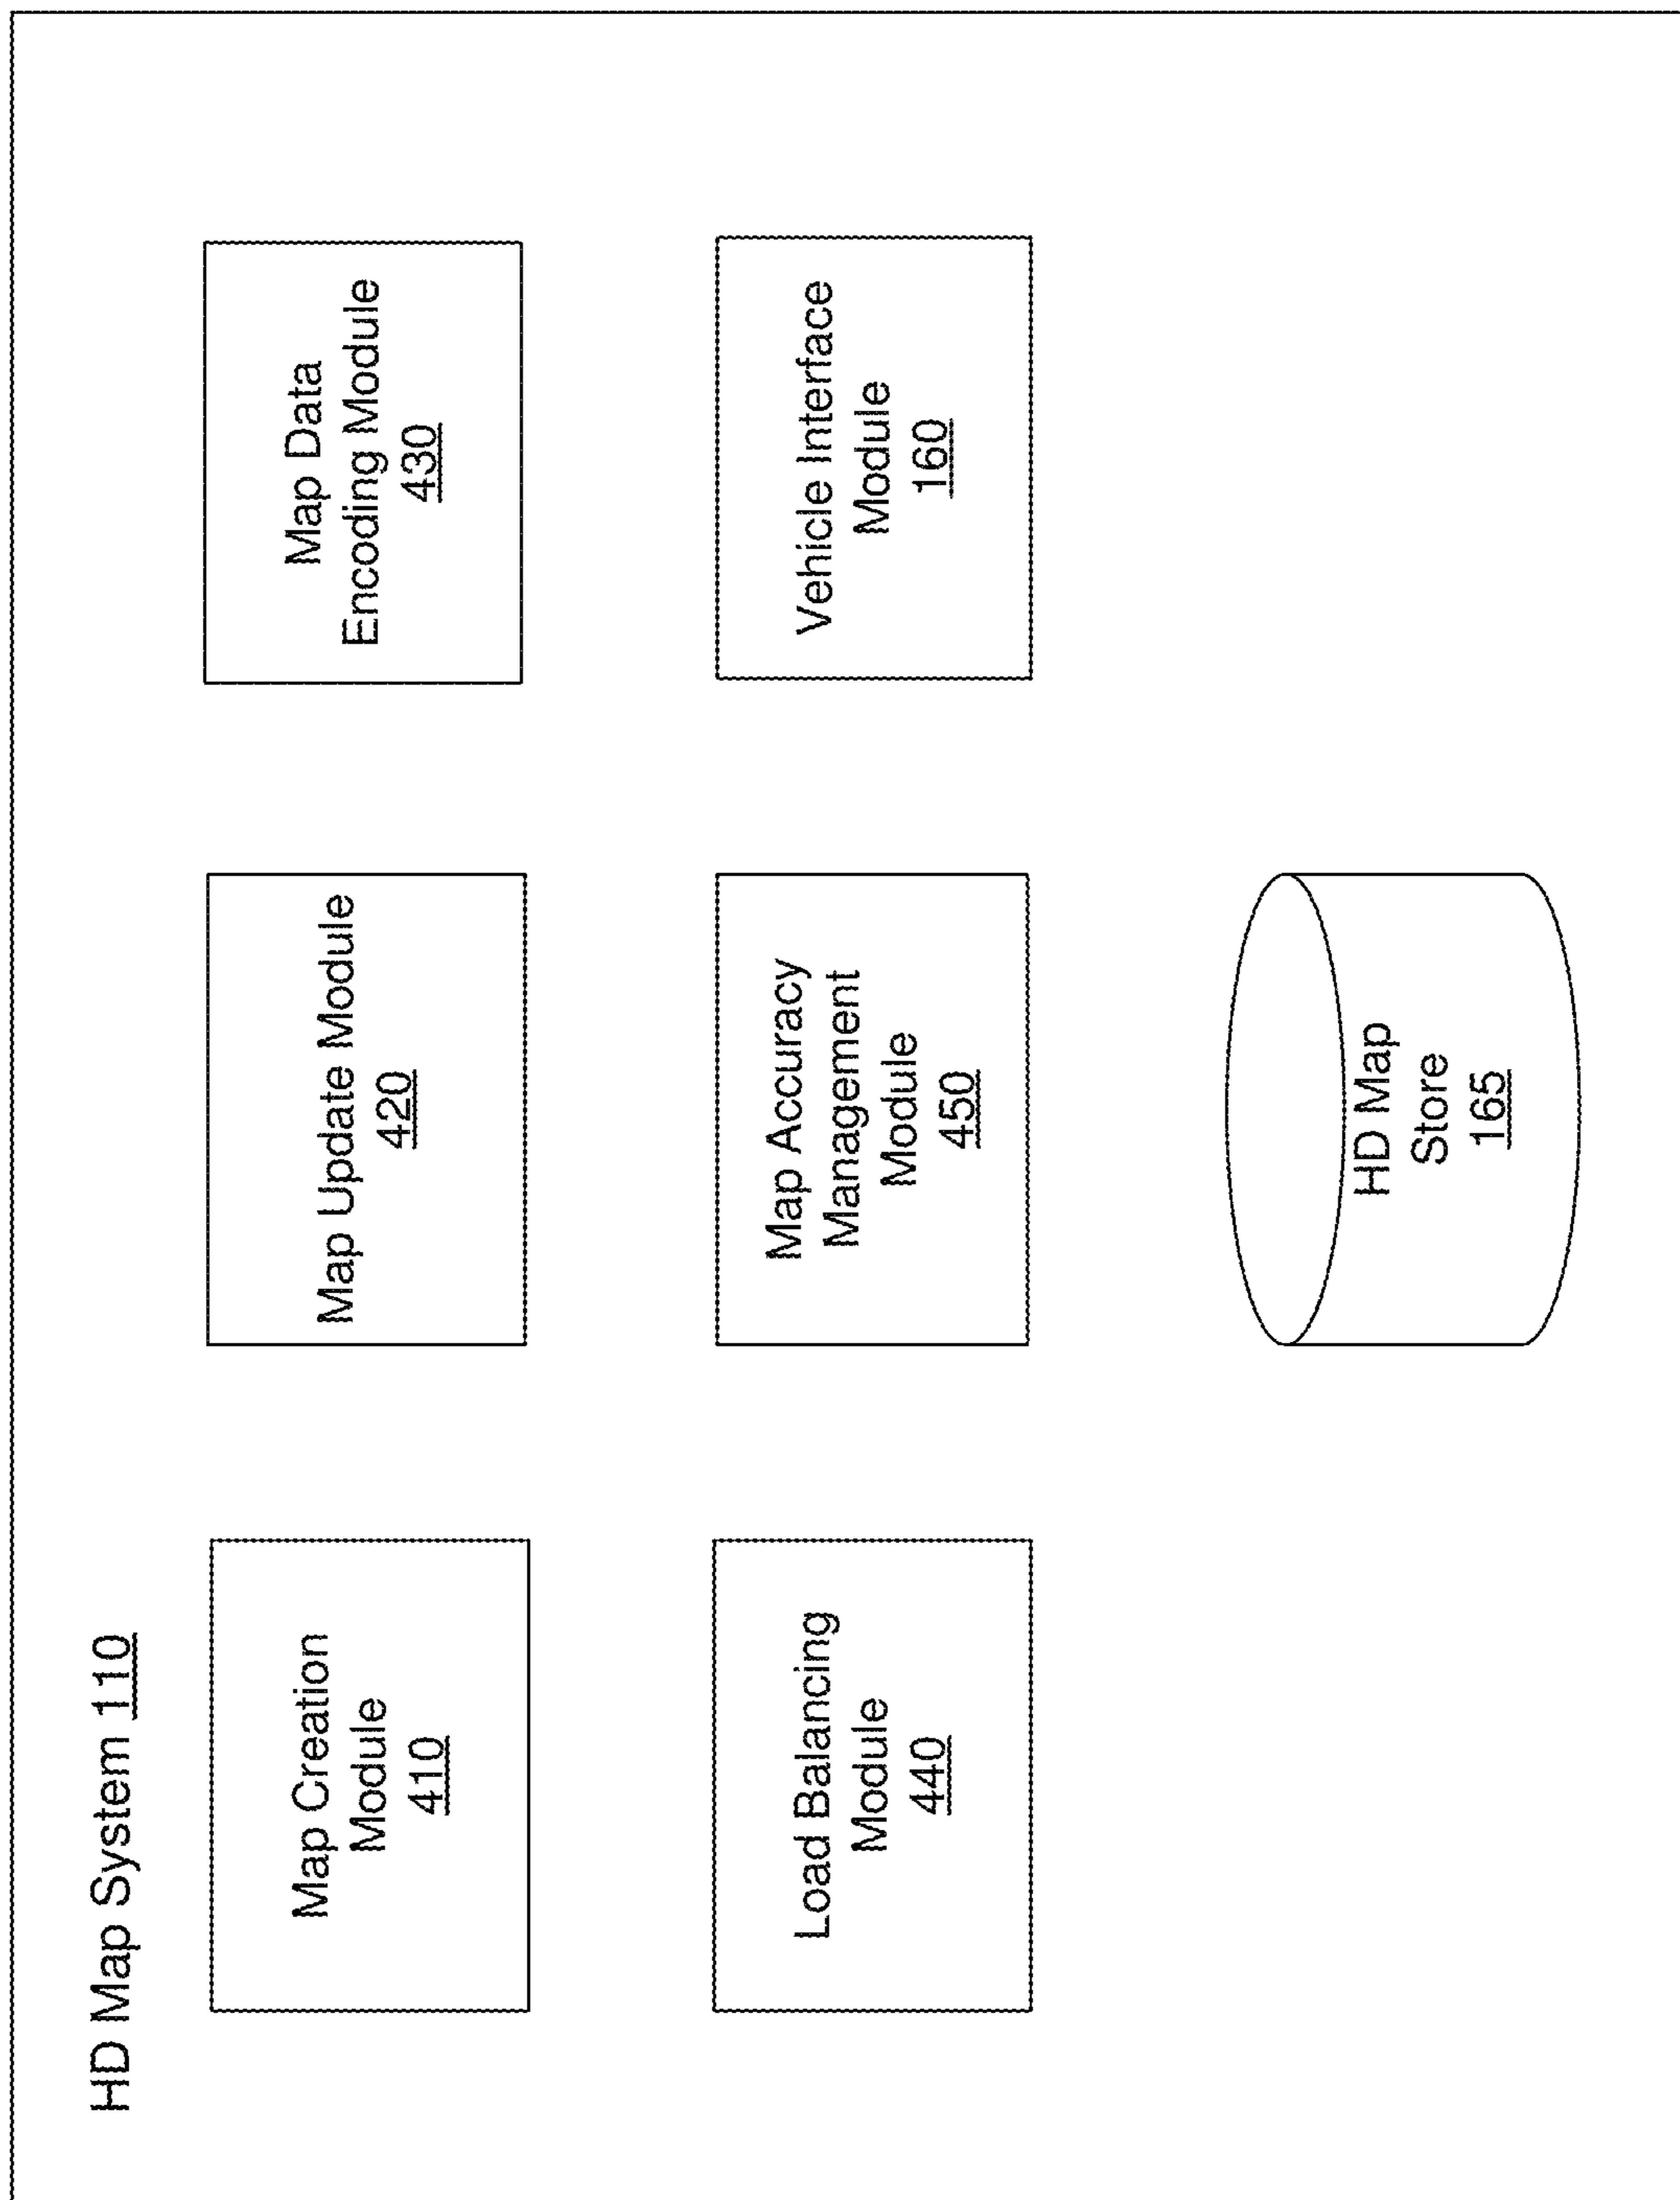 HD Map System 110
Map Creation
Module
410
Map Update Module
420
Map Data
Encoding Module
430
Load Balancing
Module
440
Map Accuracy
Management
Module
450
Vehicle Interface
Module
160
HD Map
Store
165